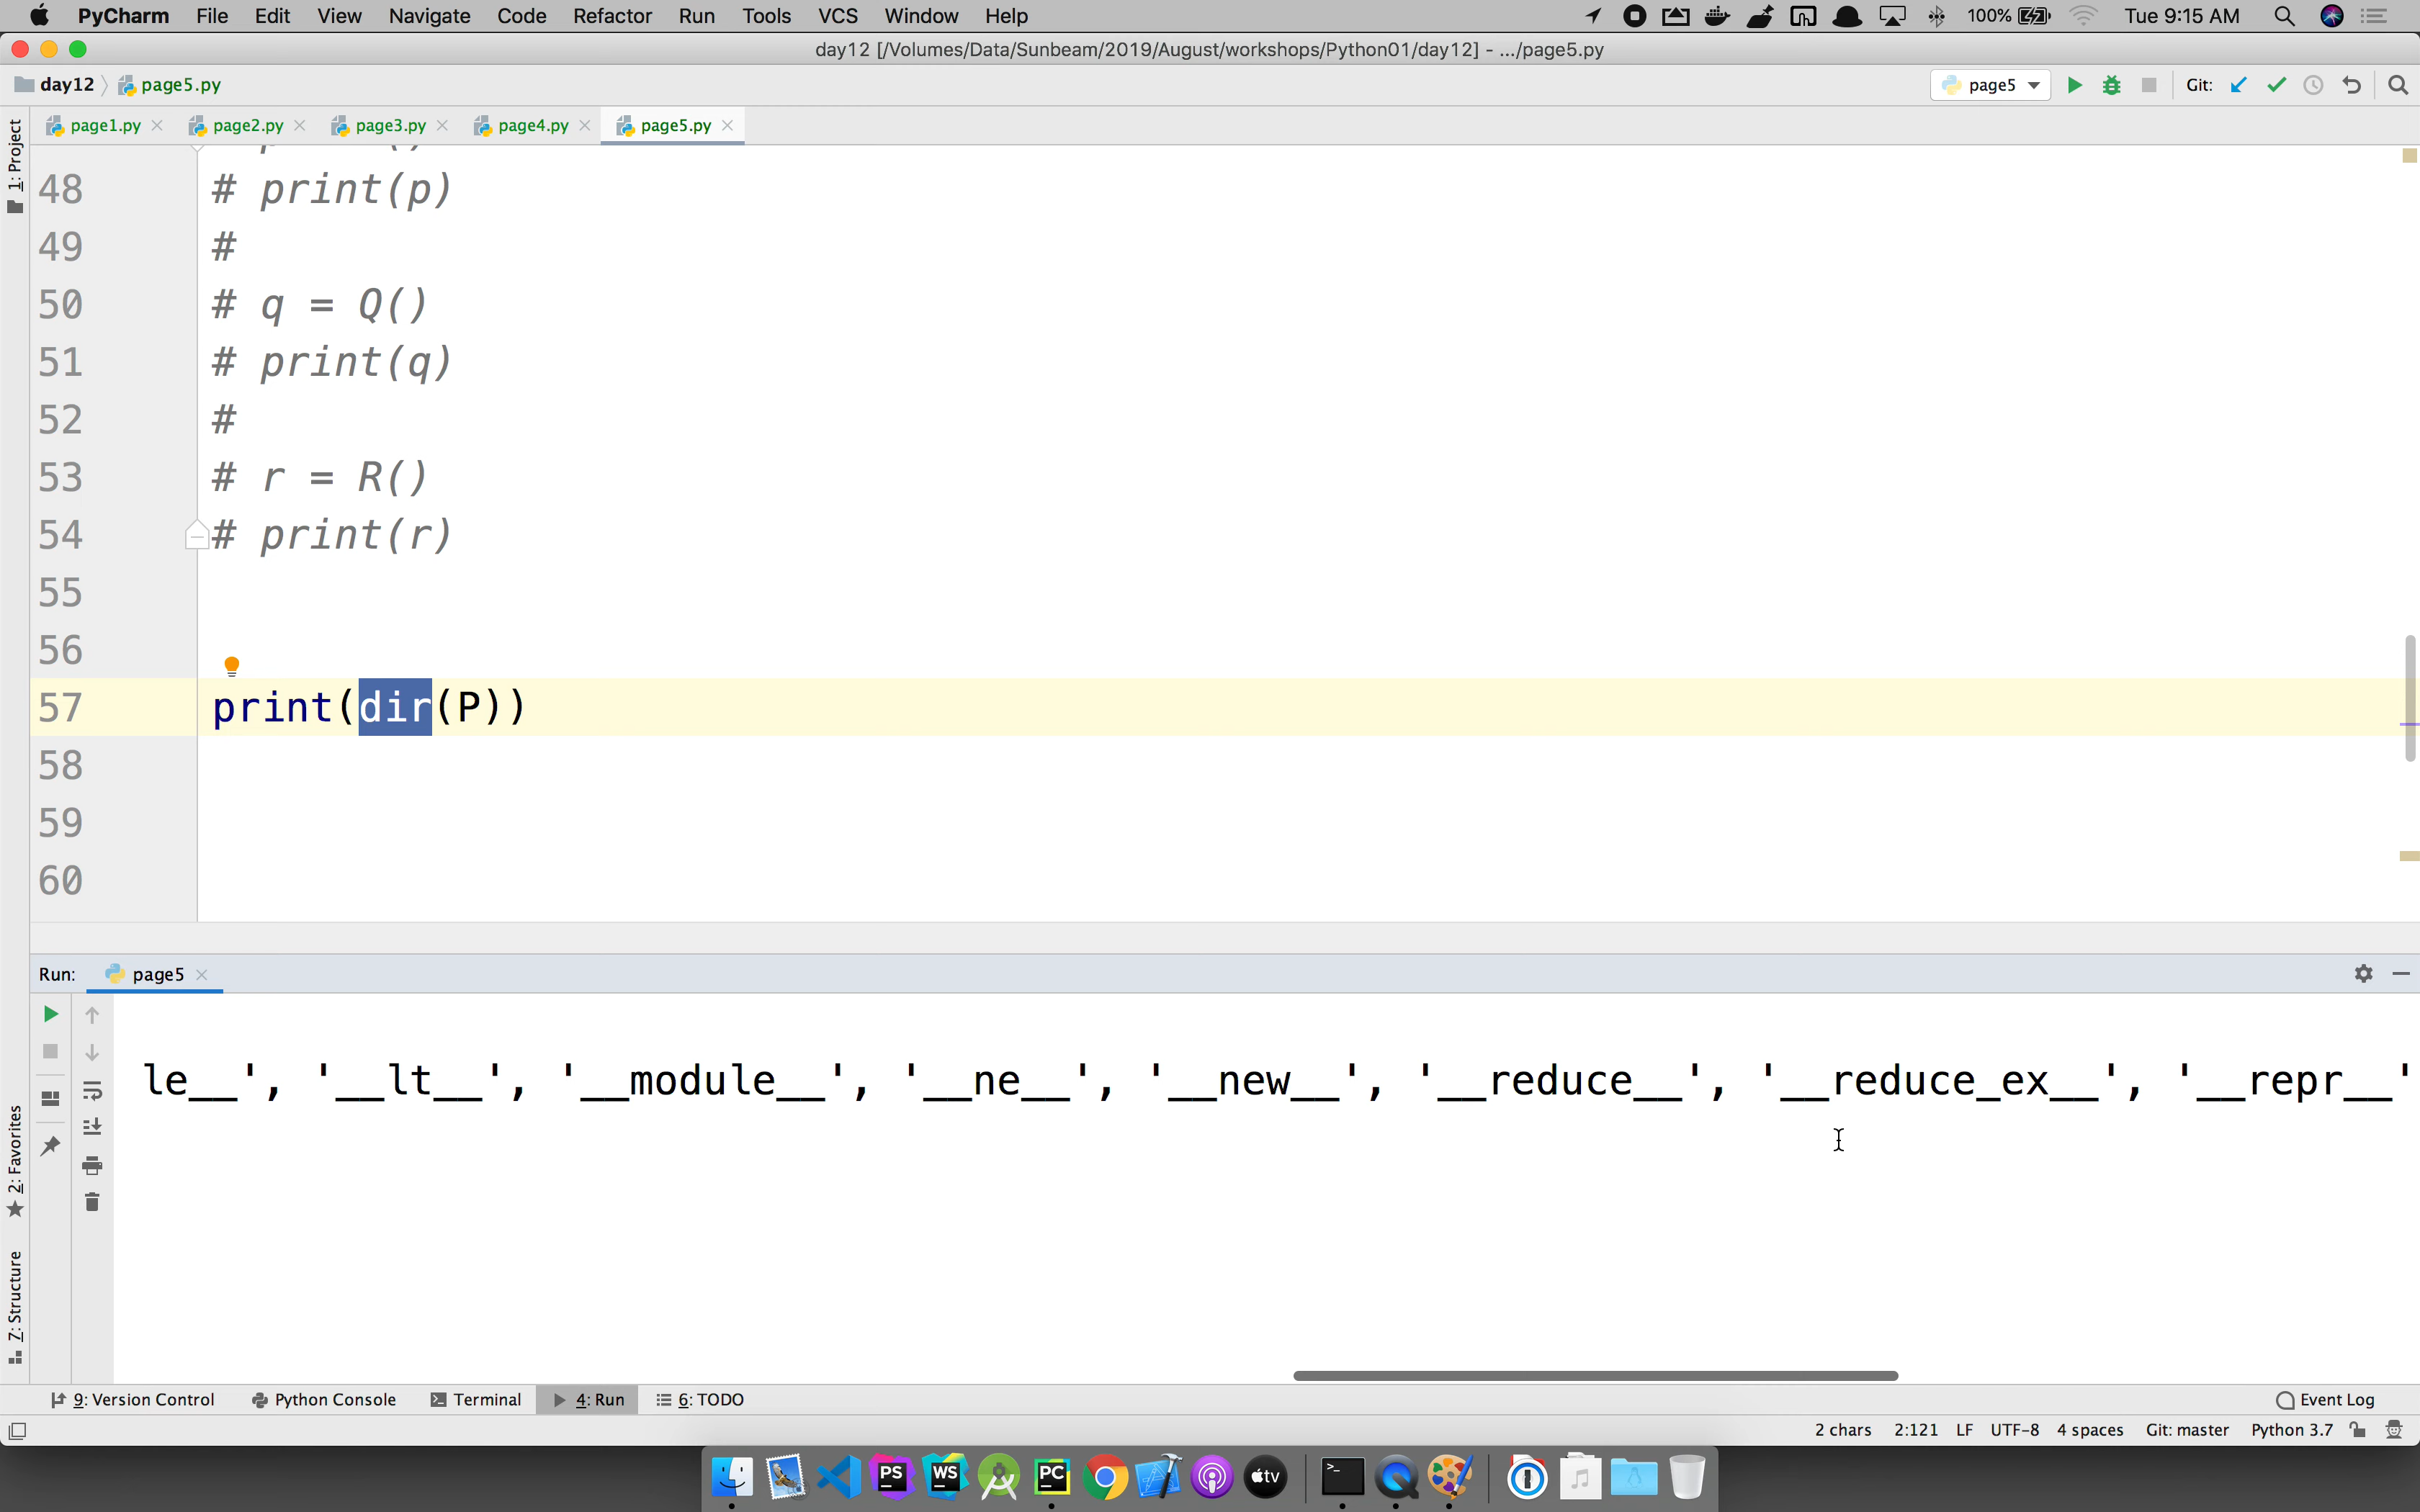 PyCharm File Edit View Navigate Code Refactor Run Tools VCS Window Help 100% Tue 9:15 AM
day12 [/Volumes/Data/Sunbeam/2019/August/workshops/Python01/day12] - .../page5.py
day12 page5.py page5 Git:
page1.py page2.py page3.py page4.py page5.py
1: Project
48 # print(p)
49 #
50 # q = Q()
51 # print(q)
52 #
53 # r = R()
54 # print(r)
55
56
57 print(dir(P))
58
59
60
Run: page5
le__', '__lt__', '__module__', '__ne__', '__new__', '__reduce__', '__reduce_ex__', '__repr__'
2: Favorites
7: Structure
9: Version Control Python Console Terminal 4: Run 6: TODO Event Log
2 chars 2:121 LF UTF-8 4 spaces Git: master Python 3.7
PS WS PC tv